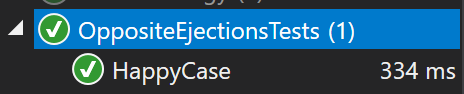 OppositeEjectionsTests (1)
HappyCase 334 ms